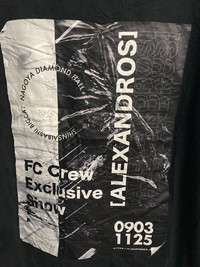 NAGOYA DIAMOND HALL
SHINSAIBASHI BIGCAT
[ALEXANDROS]
FC Crew
Exclusive
Show
0903
1125